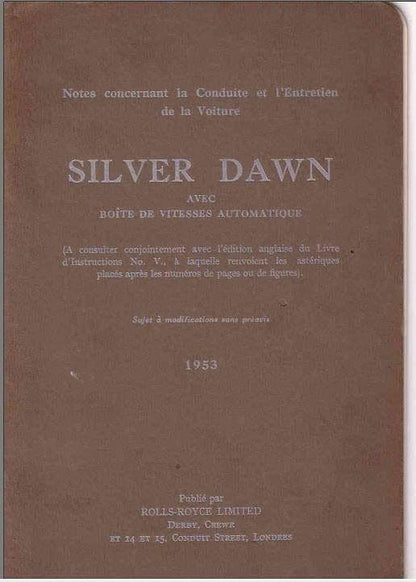 Notes concernant la Conduite et l'Entretien
de la Voiture
SILVER DAWN
AVEC
BOÎTE DE VITESSES AUTOMATIQUE
(A consulter conjointement avec l'édition anglaise du Livre
d'Instructions No. V., à laquelle renvoient les astériques
placés après les numéros de pages ou de figures).
Sujet à modifications sans préavis
1953
Publié par
ROLLS-ROYCE LIMITED
DERBY, CREWE
ET 14 ET 15, CONDUIT STREET, LONDRES